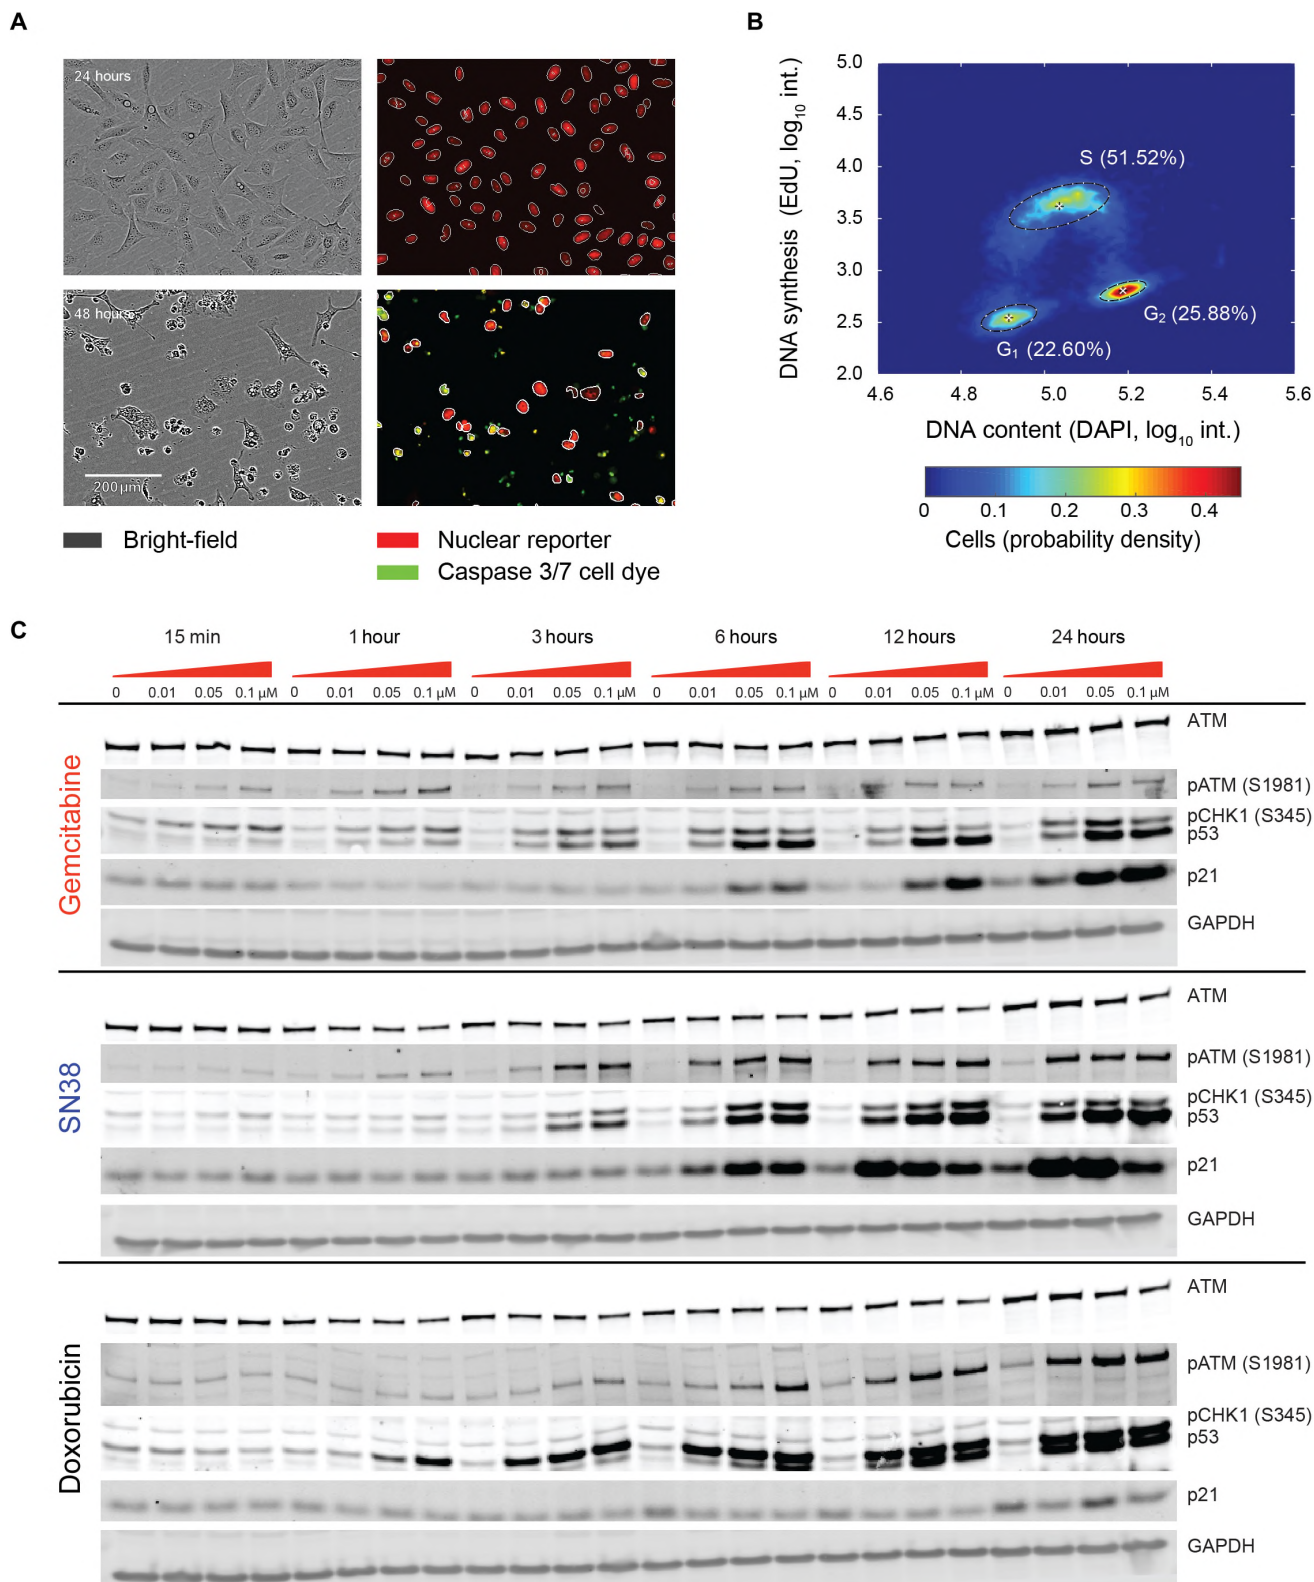 A
24 hours
48 hours
200 µm
Bright-field
Nuclear reporter
Caspase 3/7 cell dye
B
DNA synthesis (EdU, log10 int.)
5.0
4.5
4.0
3.5
3.0
2.5
2.0
S (51.52%)
G2 (25.88%)
G1 (22.60%)
4.6 4.8 5.0 5.2 5.4 5.6
DNA content (DAPI, log10 int.)
0 0.1 0.2 0.3 0.4
Cells (probability density)
C
15 min 1 hour 3 hours 6 hours 12 hours 24 hours
0 0.01 0.05 0.1 µM 0 0.01 0.05 0.1 µM 0 0.01 0.05 0.1 µM 0 0.01 0.05 0.1 µM 0 0.01 0.05 0.1 µM 0 0.01 0.05 0.1 µM
Gemcitabine
ATM
pATM (S1981)
pCHK1 (S345)
p53
p21
GAPDH
SN38
ATM
pATM (S1981)
pCHK1 (S345)
p53
p21
GAPDH
Doxorubicin
ATM
pATM (S1981)
pCHK1 (S345)
p53
p21
GAPDH